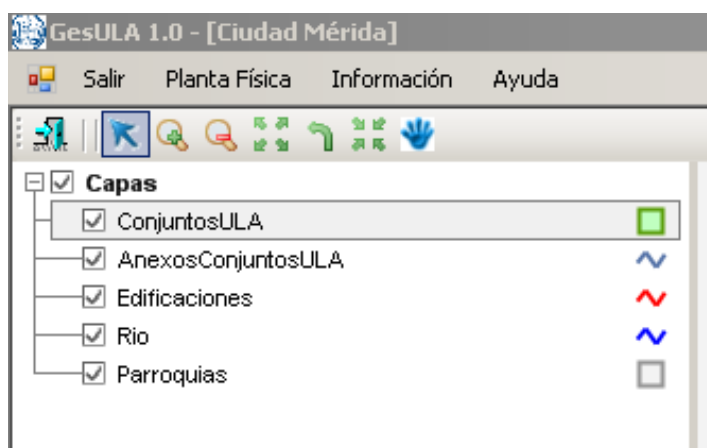 GesULA 1.0 - [Ciudad Mérida]
Salir Planta Física Información Ayuda
Capas
ConjuntosULA
AnexosConjuntosULA
Edificaciones
Rio
Parroquias